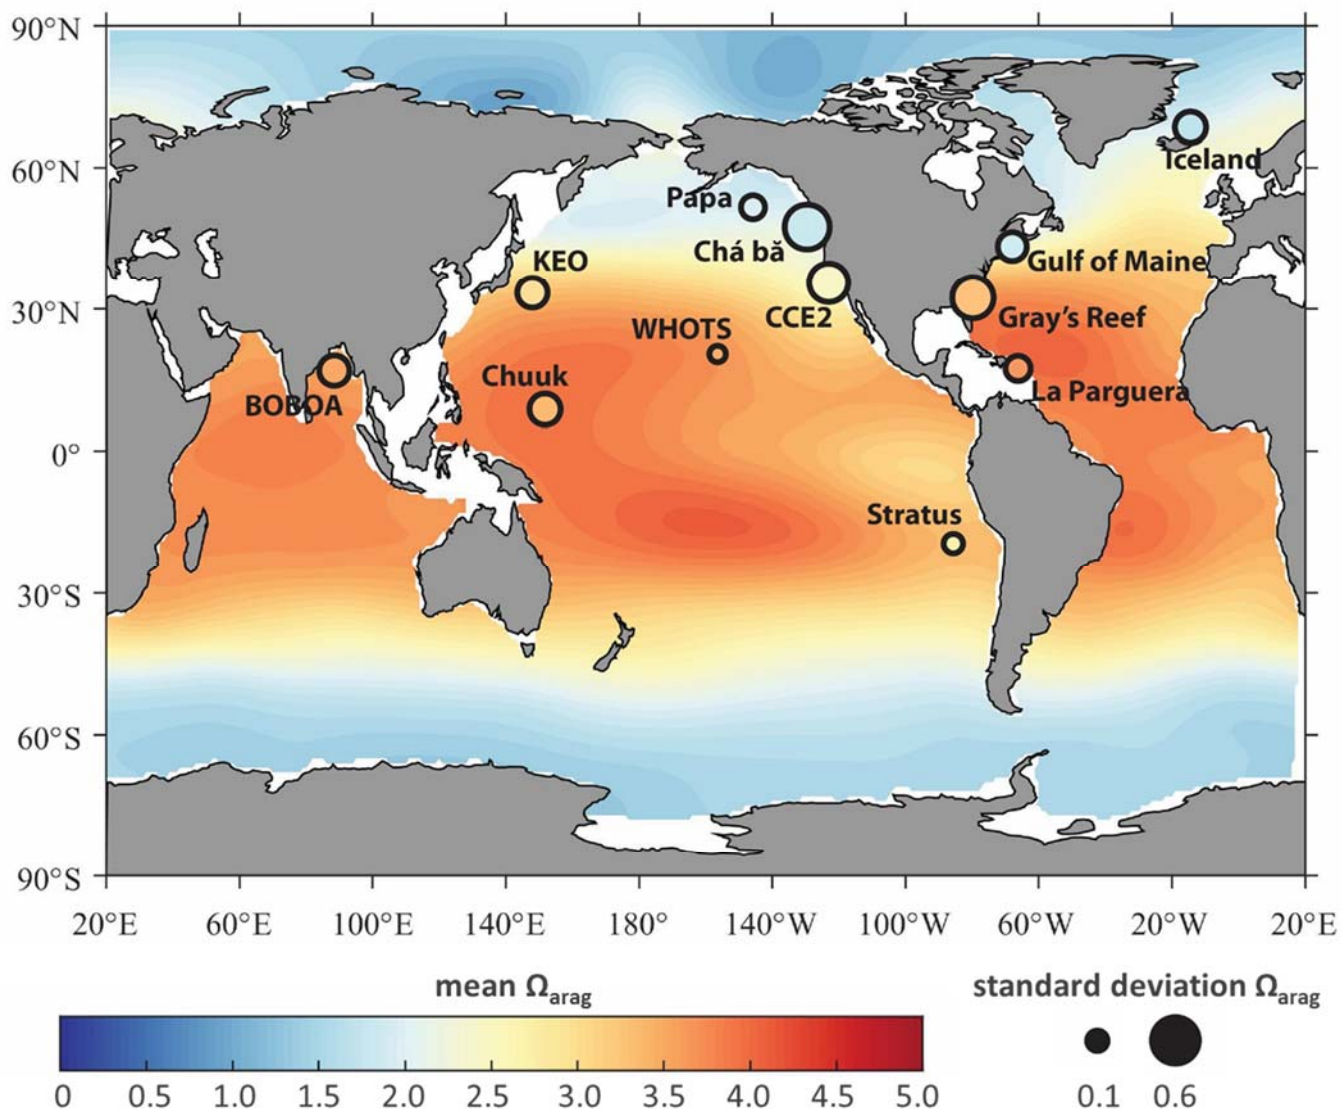 90°N
60°N
30°N
0°
30°S
60°S
90°S
Iceland
Papa
Chá bă
Gulf of Maine
KEO
CCE2
Gray's Reef
WHOTS
Chuuk
La Parguera
BOBOA
Stratus
20°E 60°E 100°E 140°E 180° 140°W 100°W 60°W 20°W 20°E
mean Ωarag
0 0.5 1.0 1.5 2.0 2.5 3.0 3.5 4.0 4.5 5.0
standard deviation Ωarag
0.1 0.6